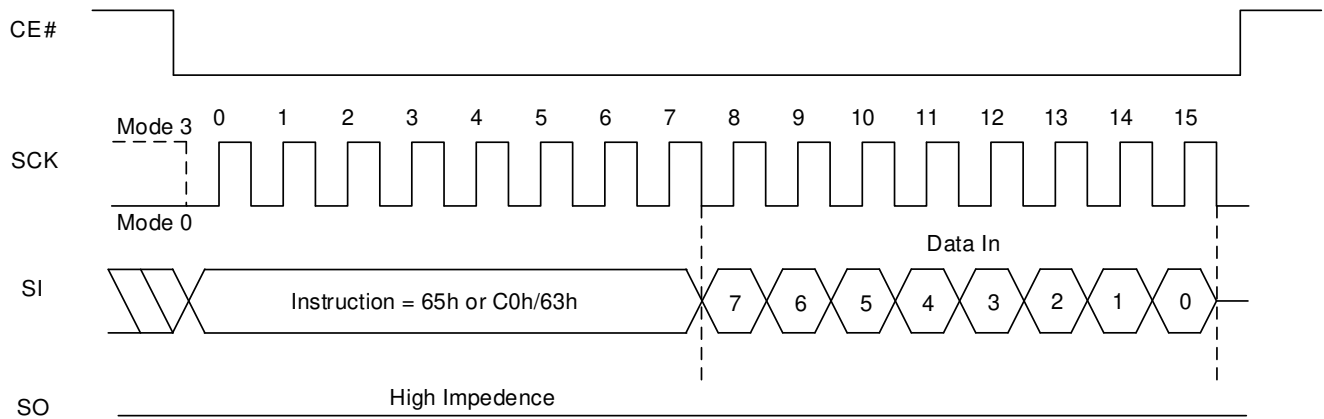 CE#
Mode 3 0 1 2 3 4 5 6 7 8 9 10 11 12 13 14 15
SCK
Mode 0
Data In
SI Instruction = 65h or C0h/63h 7 6 5 4 3 2 1 0
High Impedence
SO